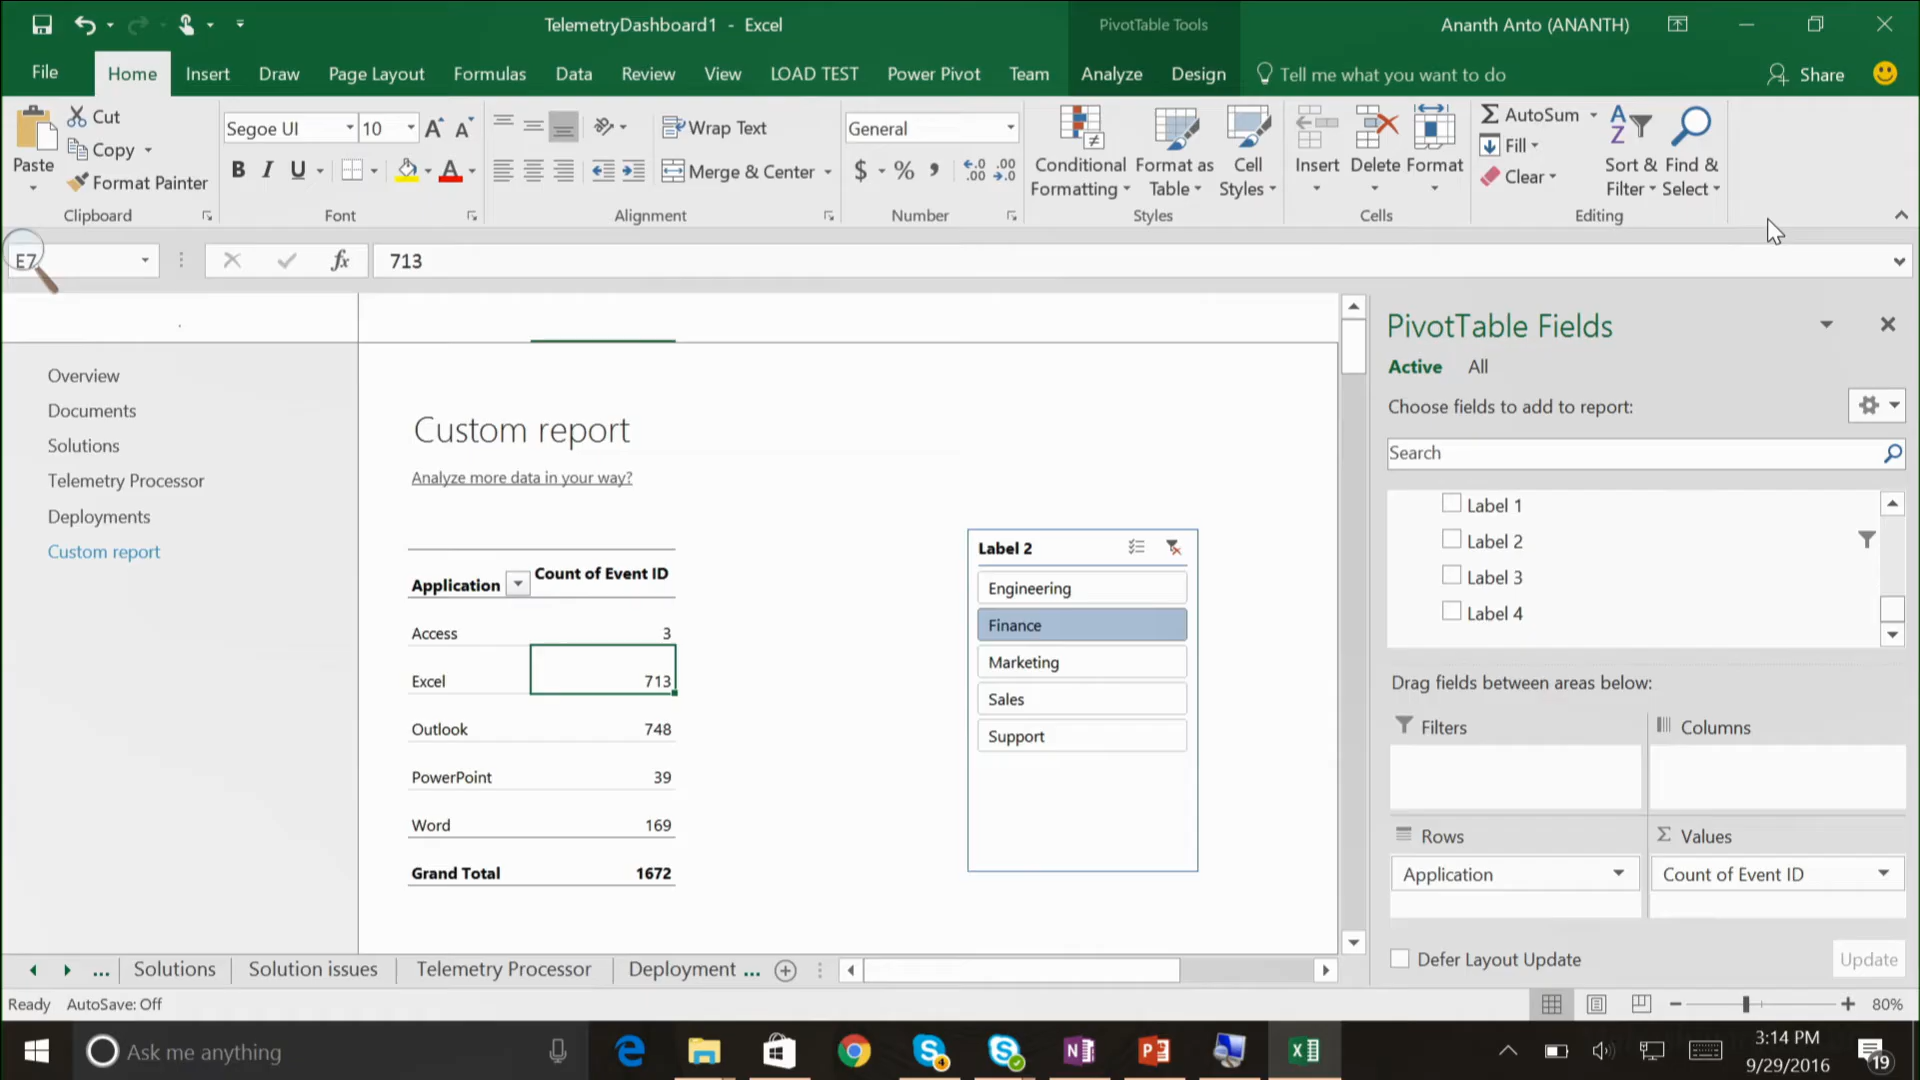 TelemetryDashboard1 - Excel
PivotTable Tools
Ananth Anto (ANANTH)
File
Home
Insert
Draw
Page Layout
Formulas
Data
Review
View
LOAD TEST
Power Pivot
Team
Analyze
Design
Tell me what you want to do
Share
Paste
Cut
Copy
Format Painter
Clipboard
Segoe UI
10
B I U
Font
Wrap Text
Merge & Center
Alignment
General
$ % ,
Number
Conditional Formatting
Format as Table
Cell Styles
Styles
Insert
Delete
Format
Cells
AutoSum
Fill
Clear
Sort & Filter
Find & Select
Editing
E7
fx
713
Overview
Documents
Solutions
Telemetry Processor
Deployments
Custom report
Custom report
Analyze more data in your way?
Application Count of Event ID
Access 3
Excel 713
Outlook 748
PowerPoint 39
Word 169
Grand Total 1672
Label 2
Engineering
Finance
Marketing
Sales
Support
PivotTable Fields
Active All
Choose fields to add to report:
Search
Label 1
Label 2
Label 3
Label 4
Drag fields between areas below:
Filters
Columns
Rows
Values
Application
Count of Event ID
Defer Layout Update
Update
... Solutions Solution issues Telemetry Processor Deployment ...
Ready AutoSave: Off
80%
Ask me anything
4
3:14 PM
9/29/2016
19